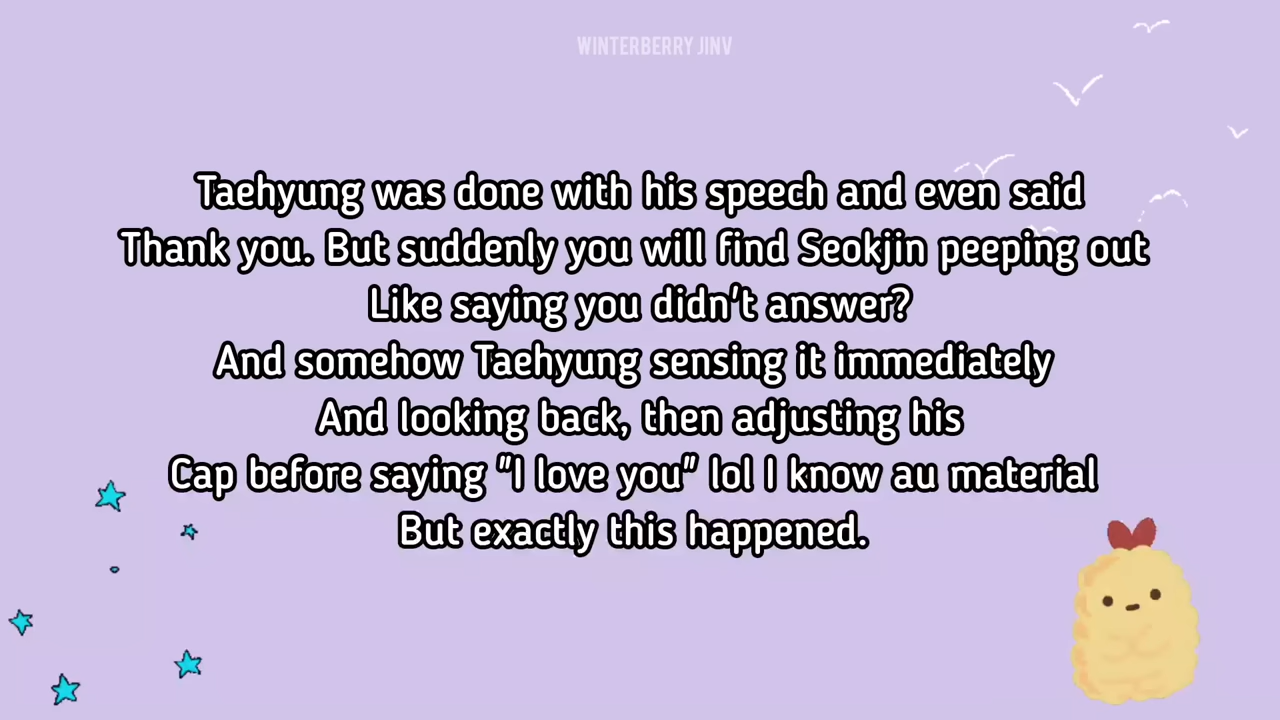 WINTERBERRY JINV
Taehyung was done with his speech and even said
Thank you. But suddenly you will find Seokjin peeping out
Like saying you didn't answer?
And somehow Taehyung sensing it immediately
And looking back, then adjusting his
Cap before saying "I love you" lol I know au material
But exactly this happened.